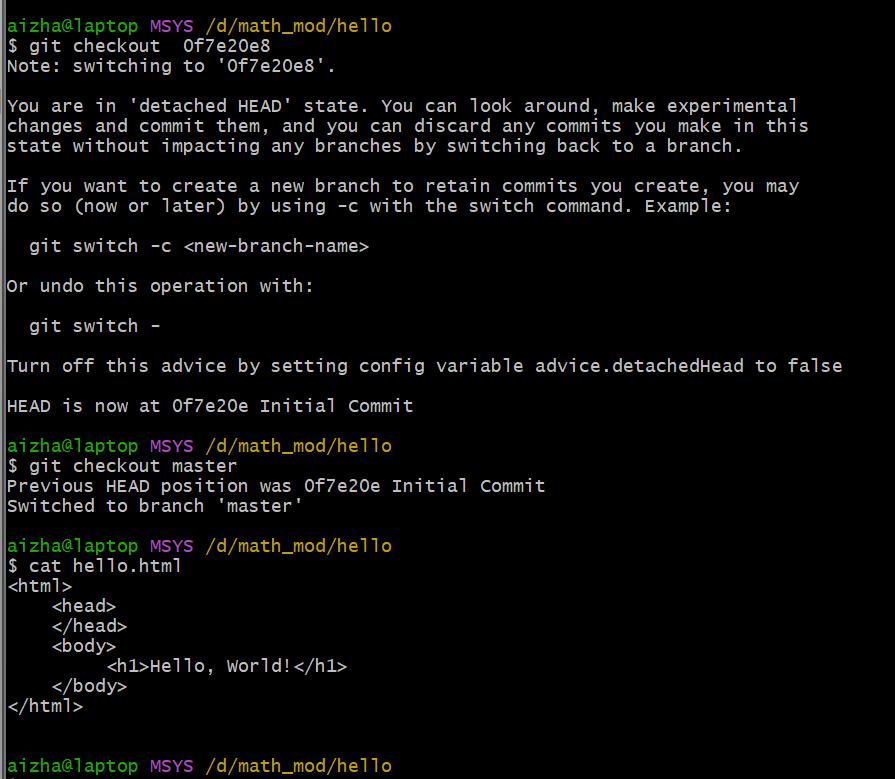 aizha@laptop MSYS /d/math_mod/hello
$ git checkout  0f7e20e8
Note: switching to '0f7e20e8'.

You are in 'detached HEAD' state. You can look around, make experimental
changes and commit them, and you can discard any commits you make in this
state without impacting any branches by switching back to a branch.

If you want to create a new branch to retain commits you create, you may
do so (now or later) by using -c with the switch command. Example:

  git switch -c <new-branch-name>

Or undo this operation with:

  git switch -

Turn off this advice by setting config variable advice.detachedHead to false

HEAD is now at 0f7e20e Initial Commit

aizha@laptop MSYS /d/math_mod/hello
$ git checkout master
Previous HEAD position was 0f7e20e Initial Commit
Switched to branch 'master'

aizha@laptop MSYS /d/math_mod/hello
$ cat hello.html
<html>
    <head>
    </head>
    <body>
         <h1>Hello, World!</h1>
    </body>
</html>


aizha@laptop MSYS /d/math_mod/hello